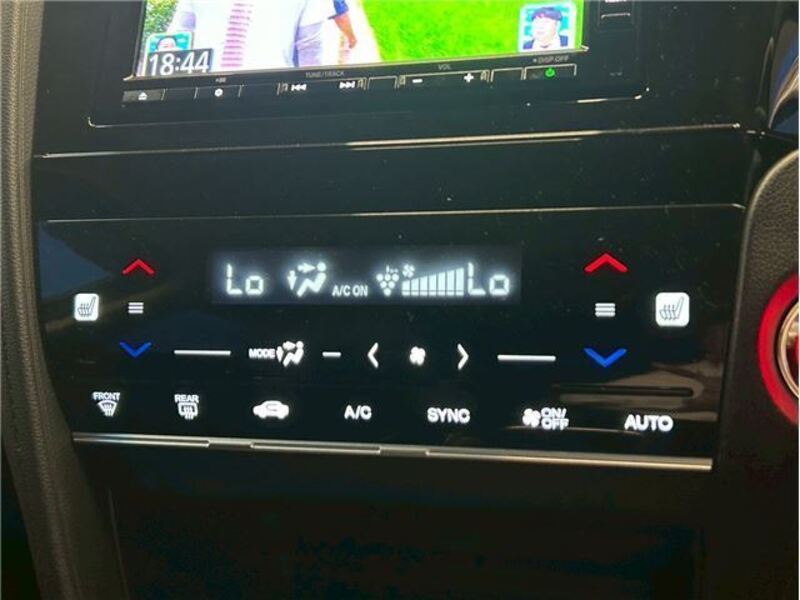 18:44
TUNE/TRACK
VOL
DISP OFF
Lo A/C ON Lo
MODE
FRONT
REAR
A/C
SYNC
ON/
OFF
AUTO